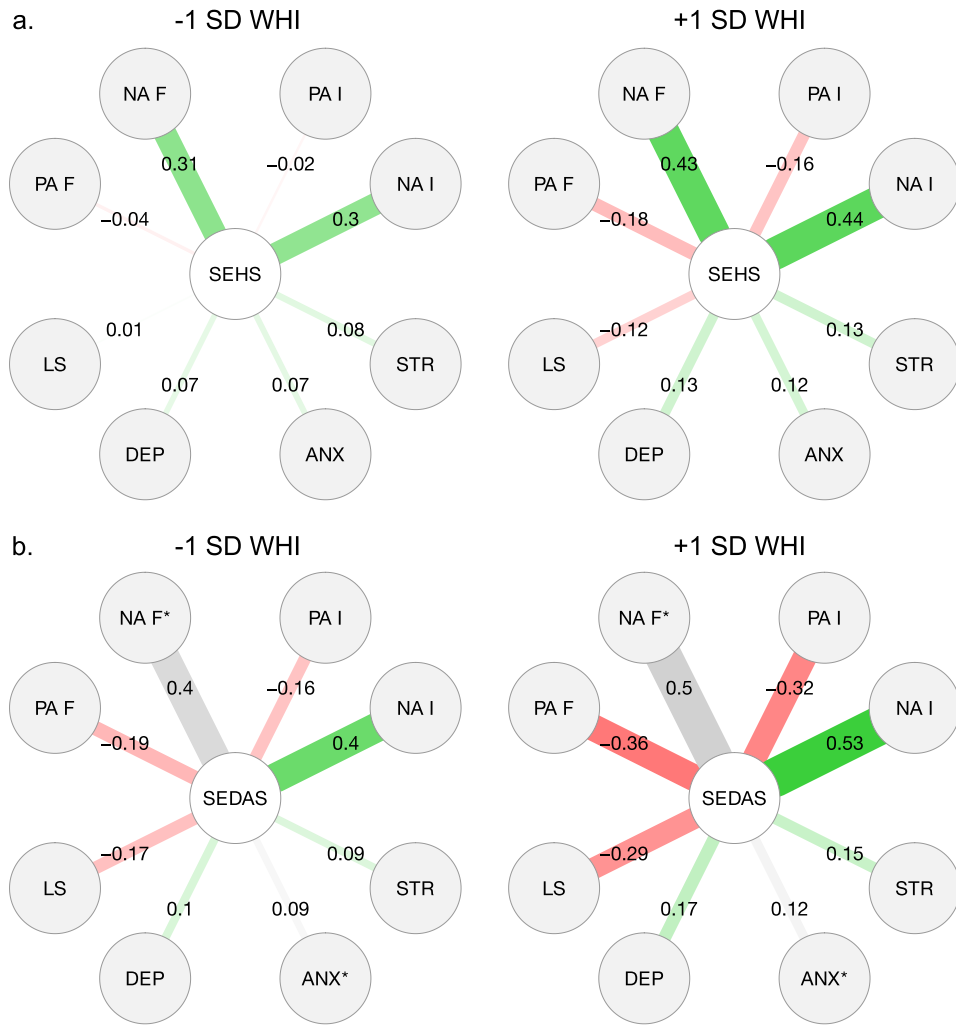 a.
-1 SD WHI
+1 SD WHI
NA F
PA I
NA F
PA I
0.31
−0.02
0.43
−0.16
PA F
NA I
PA F
NA I
−0.04
0.3
−0.18
0.44
SEHS
SEHS
0.01
0.08
−0.12
0.13
LS
STR
LS
STR
0.07
0.07
0.13
0.12
DEP
ANX
DEP
ANX
b.
-1 SD WHI
+1 SD WHI
NA F*
PA I
NA F*
PA I
0.4
−0.16
0.5
−0.32
PA F
NA I
PA F
NA I
−0.19
0.4
−0.36
0.53
SEDAS
SEDAS
−0.17
0.09
−0.29
0.15
LS
STR
LS
STR
0.1
0.09
0.17
0.12
DEP
ANX*
DEP
ANX*